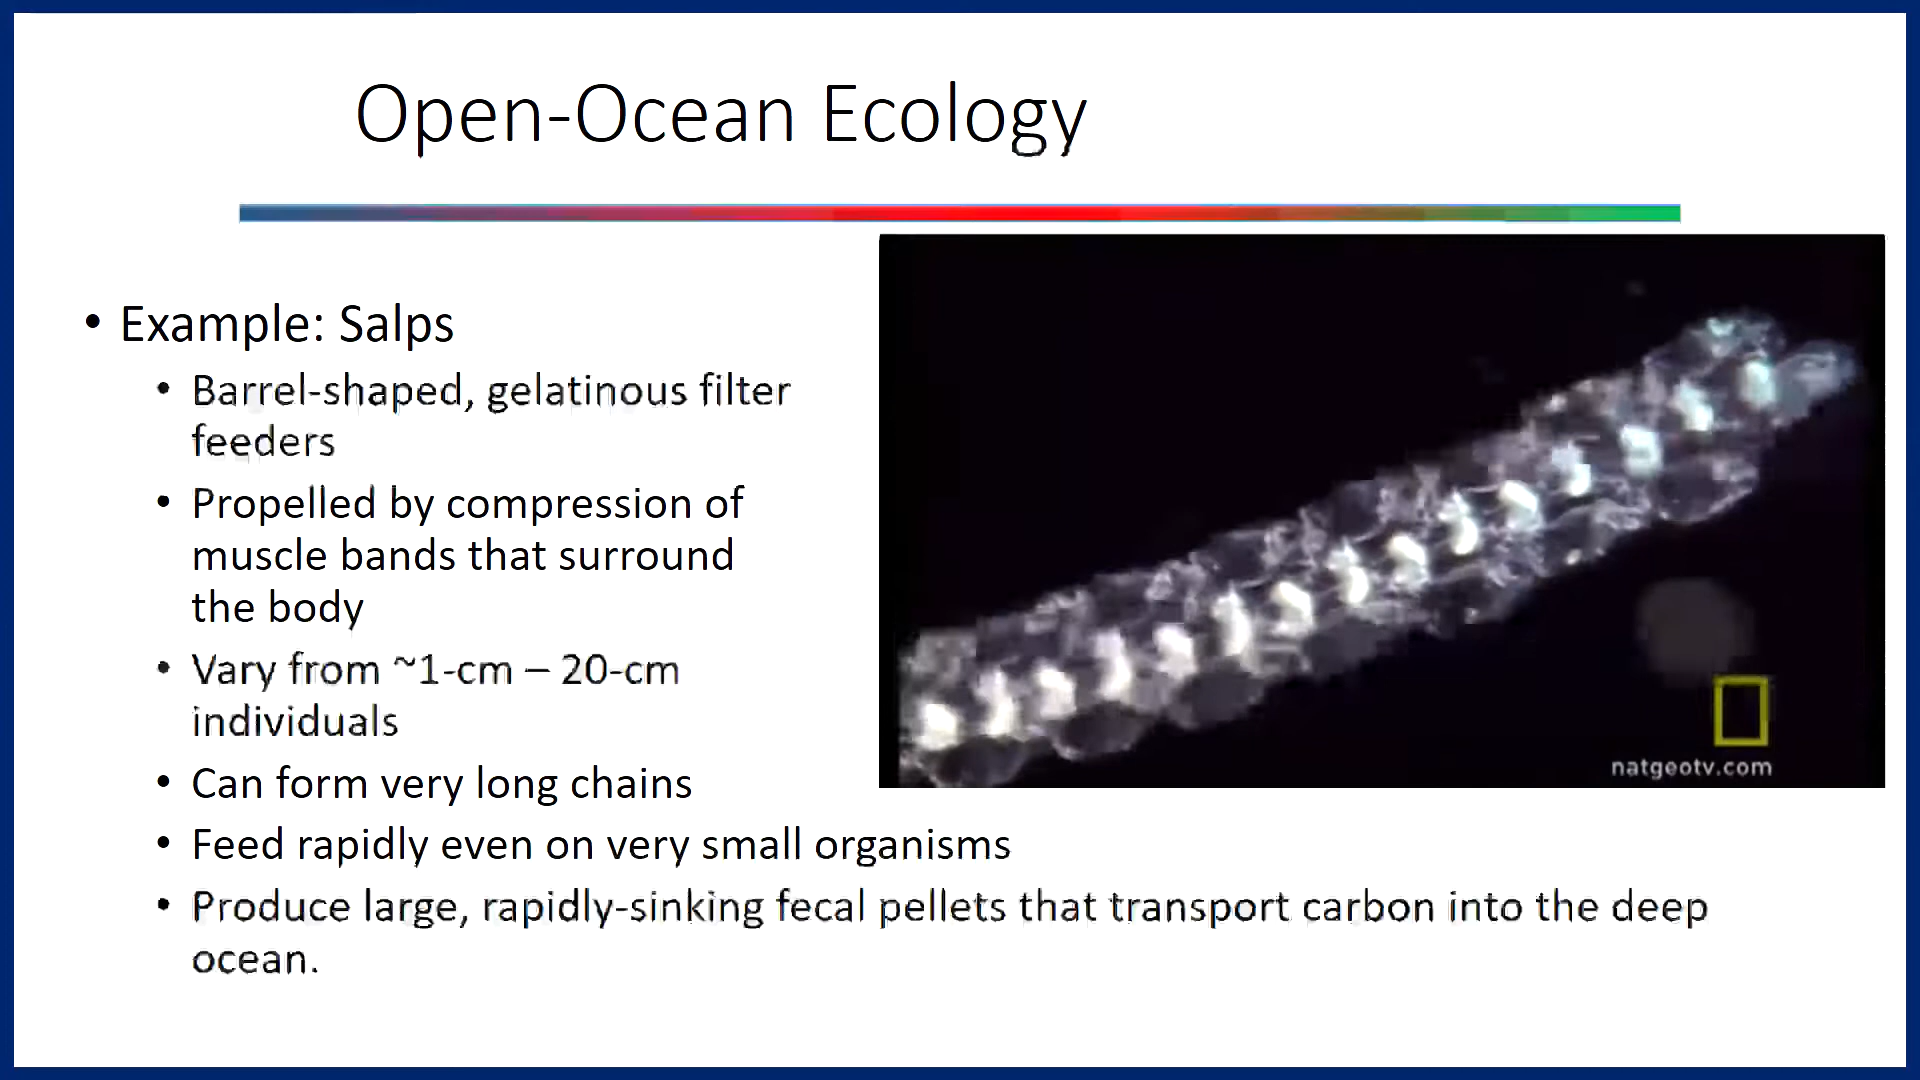 Open-Ocean Ecology
• Example: Salps
• Barrel-shaped, gelatinous filter
feeders
• Propelled by compression of
muscle bands that surround
the body
• Vary from ~1-cm – 20-cm
individuals
• Can form very long chains
• Feed rapidly even on very small organisms
• Produce large, rapidly-sinking fecal pellets that transport carbon into the deep
ocean.
natgeotv.com